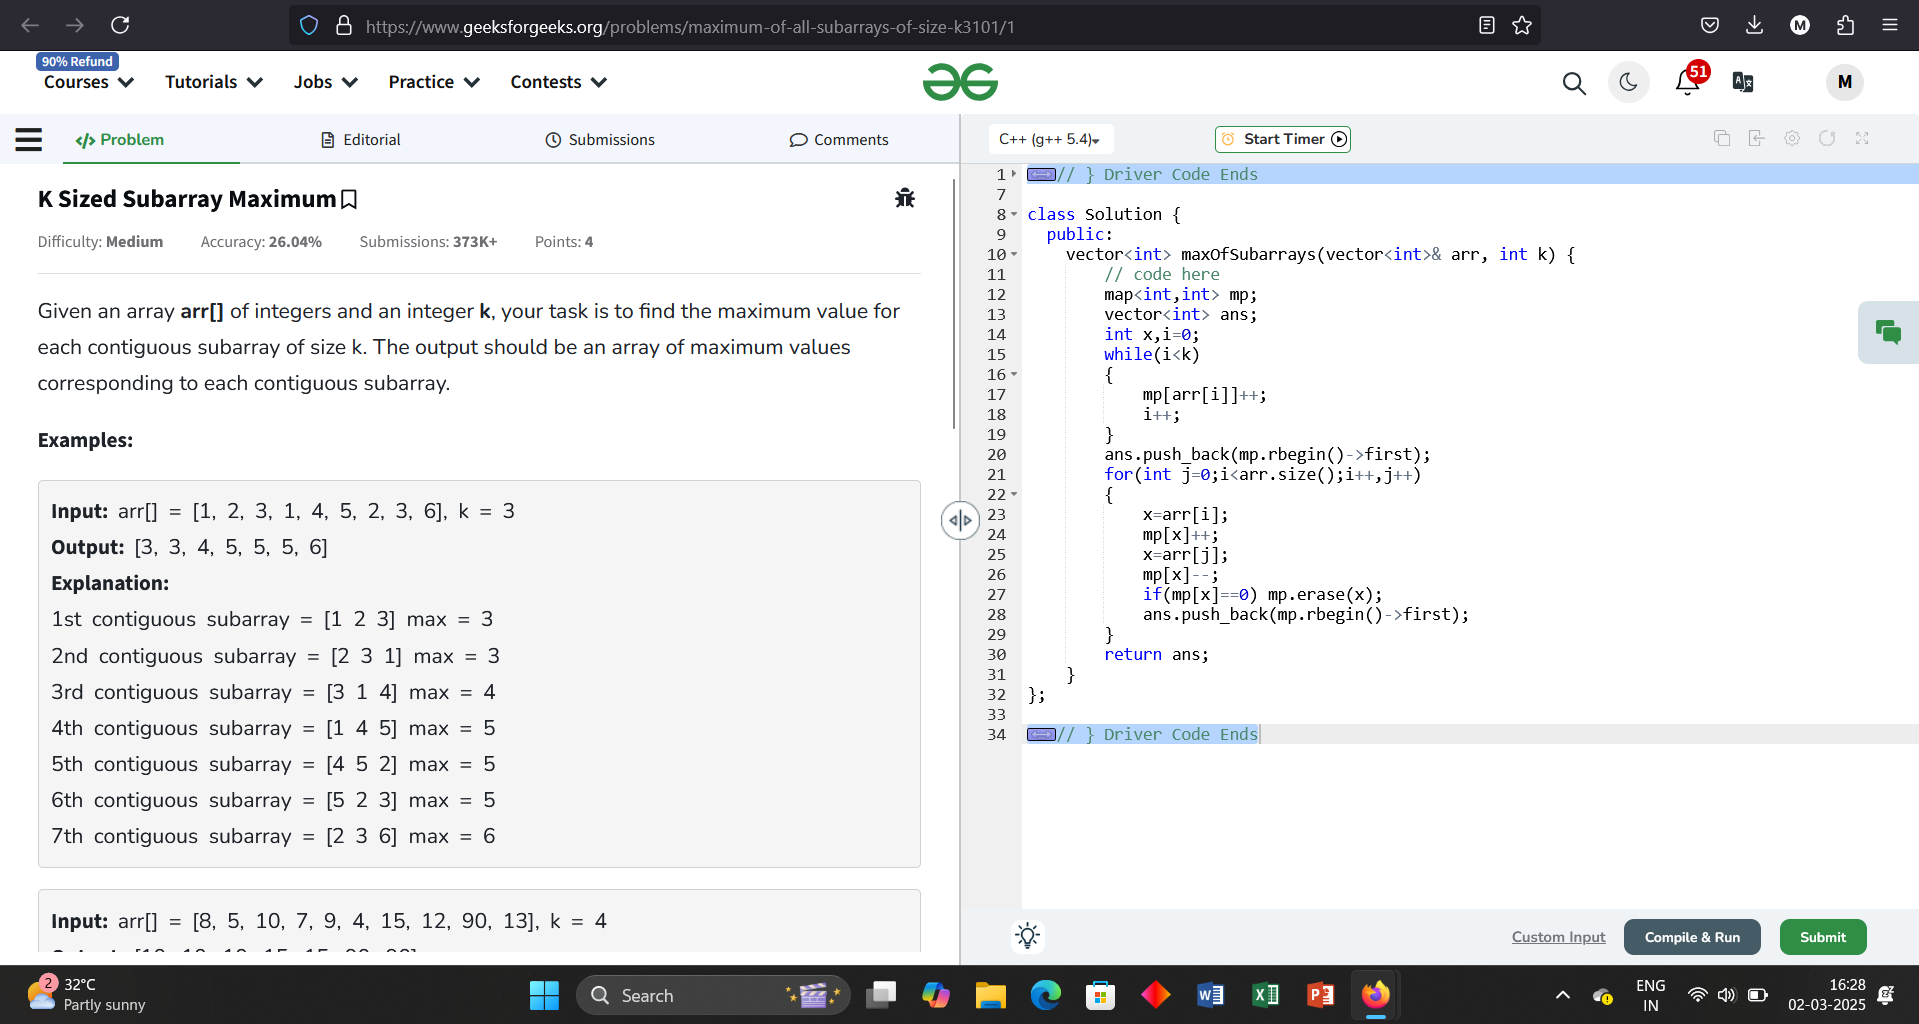 https://www.geeksforgeeks.org/problems/maximum-of-all-subarrays-of-size-k3101/1
M
90% Refund
Courses Tutorials Jobs Practice Contests
51
M
</> Problem Editorial Submissions Comments
K Sized Subarray Maximum
Difficulty: Medium Accuracy: 26.04% Submissions: 373K+ Points: 4
Given an array arr[] of integers and an integer k, your task is to find the maximum value for
each contiguous subarray of size k. The output should be an array of maximum values
corresponding to each contiguous subarray.
Examples:
Input: arr[] = [1, 2, 3, 1, 4, 5, 2, 3, 6], k = 3
Output: [3, 3, 4, 5, 5, 5, 6]
Explanation:
1st contiguous subarray = [1 2 3] max = 3
2nd contiguous subarray = [2 3 1] max = 3
3rd contiguous subarray = [3 1 4] max = 4
4th contiguous subarray = [1 4 5] max = 5
5th contiguous subarray = [4 5 2] max = 5
6th contiguous subarray = [5 2 3] max = 5
7th contiguous subarray = [2 3 6] max = 6
Input: arr[] = [8, 5, 10, 7, 9, 4, 15, 12, 90, 13], k = 4
C++ (g++ 5.4) Start Timer
1 // } Driver Code Ends
7
8 class Solution {
9 public:
10 vector<int> maxOfSubarrays(vector<int>& arr, int k) {
11 // code here
12 map<int,int> mp;
13 vector<int> ans;
14 int x,i=0;
15 while(i<k)
16 {
17 mp[arr[i]]++;
18 i++;
19 }
20 ans.push_back(mp.rbegin()->first);
21 for(int j=0;i<arr.size();i++,j++)
22 {
23 x=arr[i];
24 mp[x]++;
25 x=arr[j];
26 mp[x]--;
27 if(mp[x]==0) mp.erase(x);
28 ans.push_back(mp.rbegin()->first);
29 }
30 return ans;
31 }
32 };
33
34 // } Driver Code Ends
Custom Input Compile & Run Submit
2
32°C
Partly sunny
Search
ENG
IN
16:28
02-03-2025